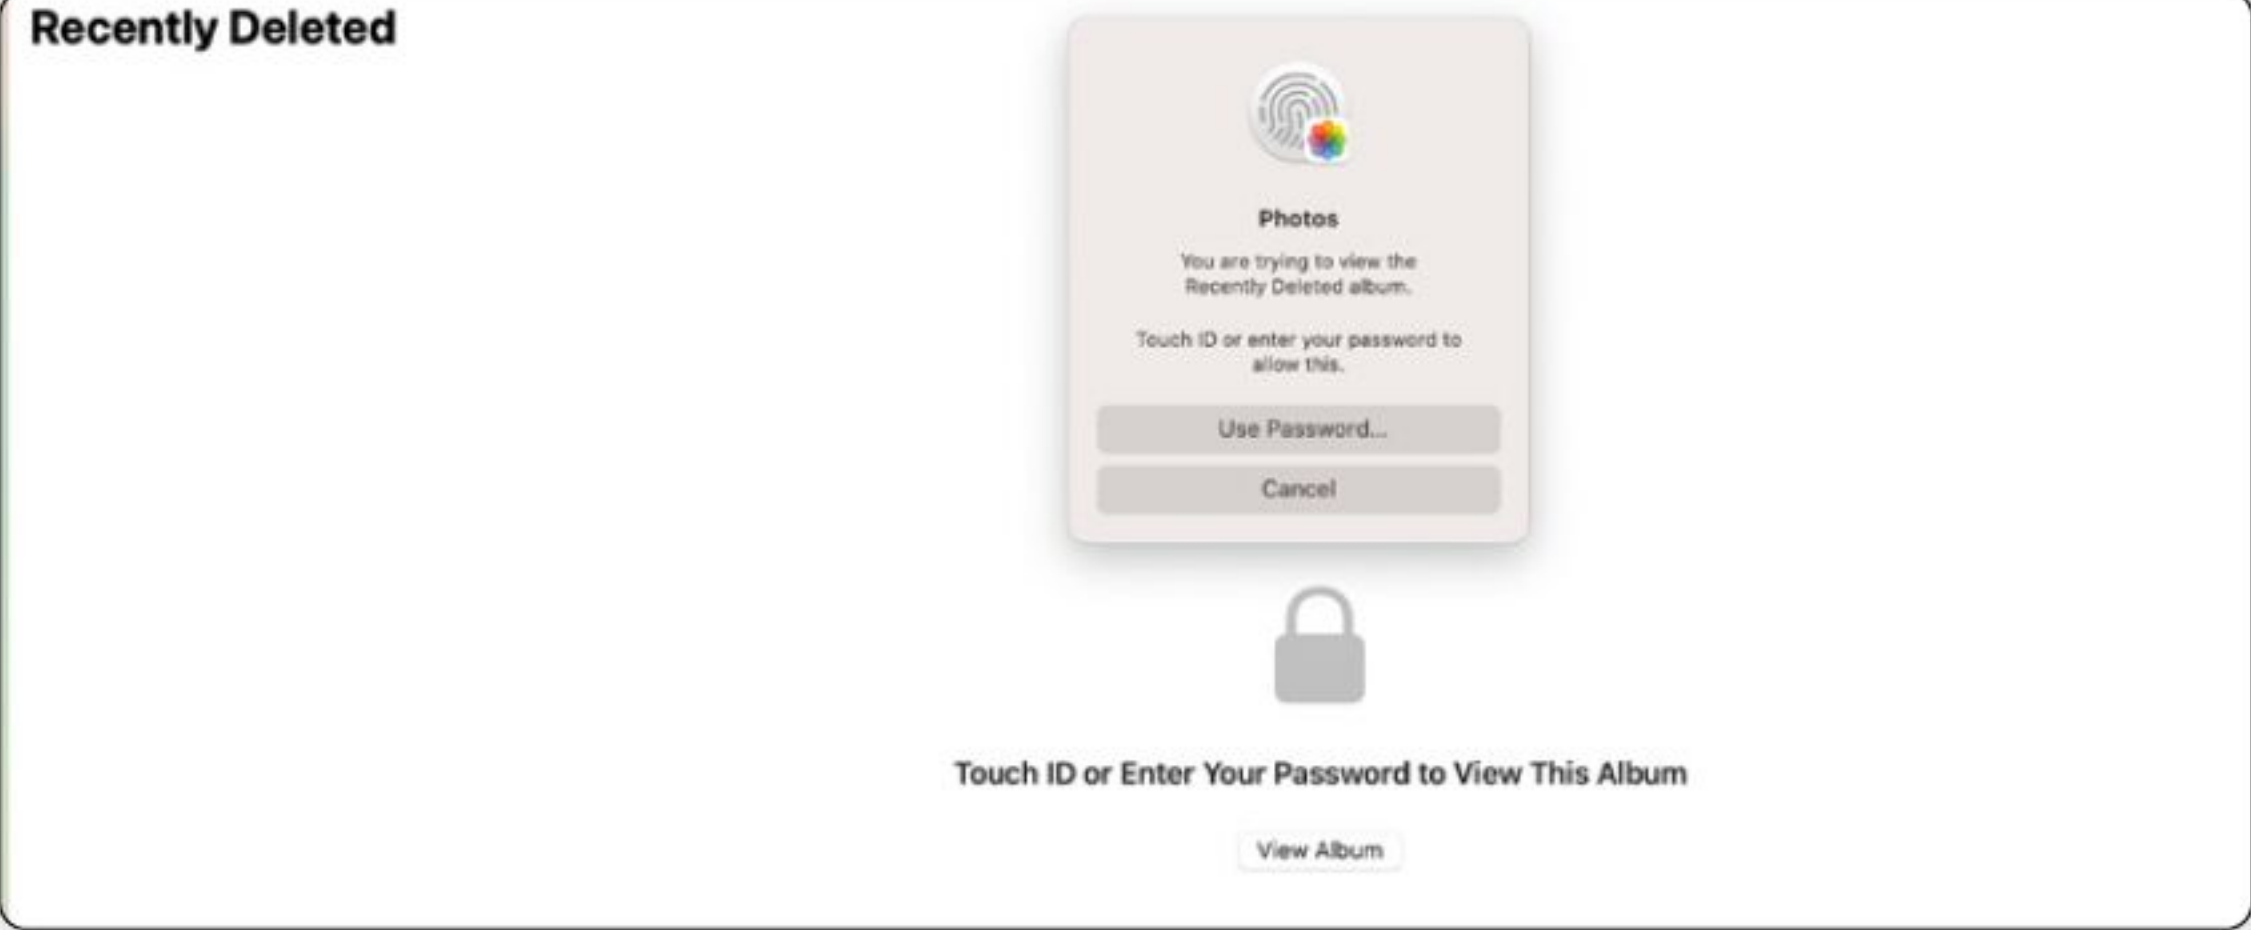 Recently Deleted
Photos
You are trying to view the
Recently Deleted album.
Touch ID or enter your password to
allow this.
Use Password...
Cancel
Touch ID or Enter Your Password to View This Album
View Album